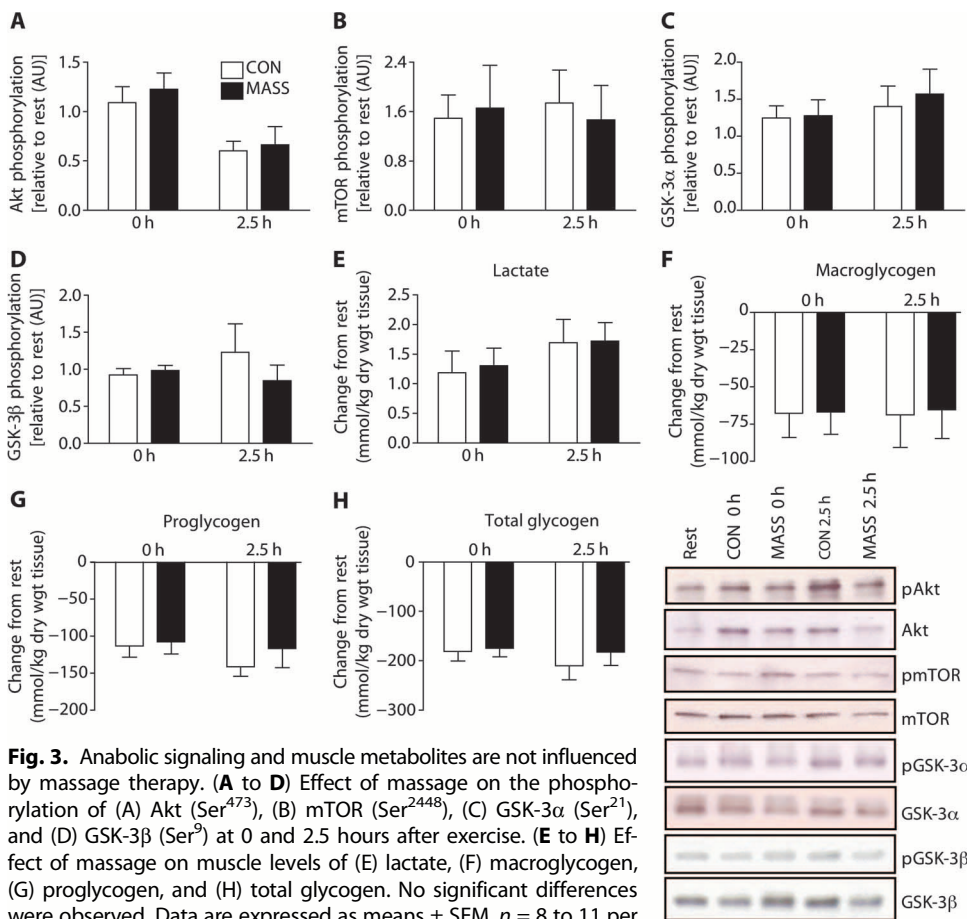 A
Akt phosphorylation
[relative to rest (AU)]
1.5
1.0
0.5
0.0
CON
MASS
0 h
2.5 h
B
mTOR phosphorylation
[relative to rest (AU)]
2.4
1.6
0.8
0.0
0 h
2.5 h
C
GSK-3α phosphorylation
[relative to rest (AU)]
2.0
1.5
1.0
0.5
0.0
0 h
2.5 h
D
GSK-3β phosphorylation
[relative to rest (AU)]
2.0
1.5
1.0
0.5
0.0
0 h
2.5 h
E
Lactate
Change from rest
(mmol/kg dry wgt tissue)
2.5
2.0
1.5
1.0
0.5
0.0
0 h
2.5 h
F
Macroglycogen
Change from rest
(mmol/kg dry wgt tissue)
0 h
2.5 h
0
−25
−50
−75
−100
G
Proglycogen
Change from rest
(mmol/kg dry wgt tissue)
0 h
2.5 h
0
−50
−100
−150
−200
H
Total glycogen
Change from rest
(mmol/kg dry wgt tissue)
0 h
2.5 h
0
−100
−200
−300
Rest
CON 0 h
MASS 0 h
CON 2.5 h
MASS 2.5 h
pAkt
Akt
pmTOR
mTOR
pGSK-3α
GSK-3α
pGSK-3β
GSK-3β
Fig. 3. Anabolic signaling and muscle metabolites are not influenced
by massage therapy. (A to D) Effect of massage on the phospho-
rylation of (A) Akt (Ser473), (B) mTOR (Ser2448), (C) GSK-3α (Ser21),
and (D) GSK-3β (Ser9) at 0 and 2.5 hours after exercise. (E to H) Ef-
fect of massage on muscle levels of (E) lactate, (F) macroglycogen,
(G) proglycogen, and (H) total glycogen. No significant differences
were observed. Data are expressed as means ± SEM. n = 8 to 11 per